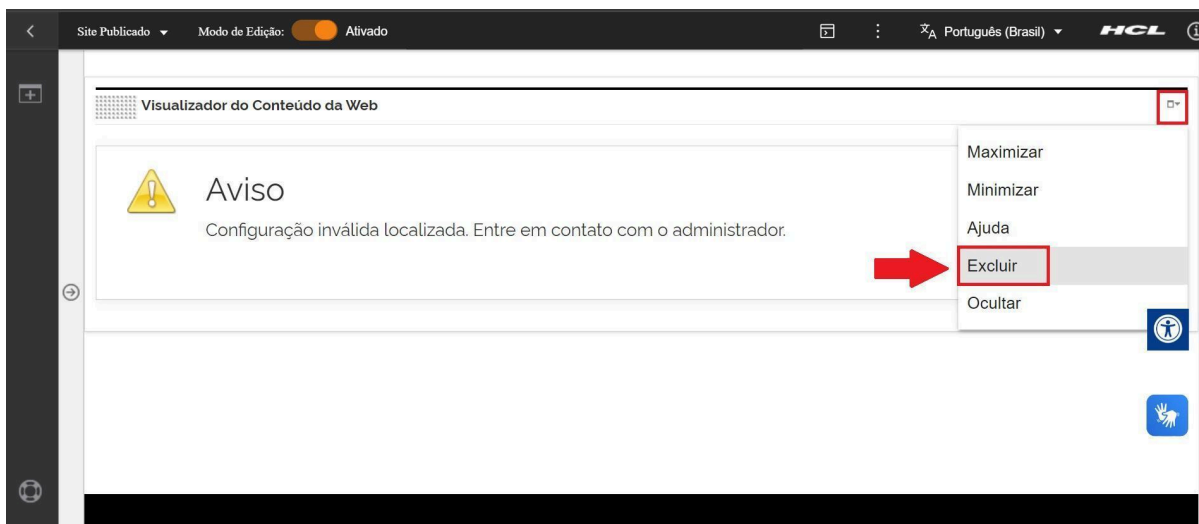 Site Publicado Modo de Edição: Ativado Português (Brasil) HCL
Visualizador do Conteúdo da Web
Maximizar
Aviso
Minimizar
Configuração inválida localizada. Entre em contato com o administrador.
Ajuda
Excluir
Ocultar